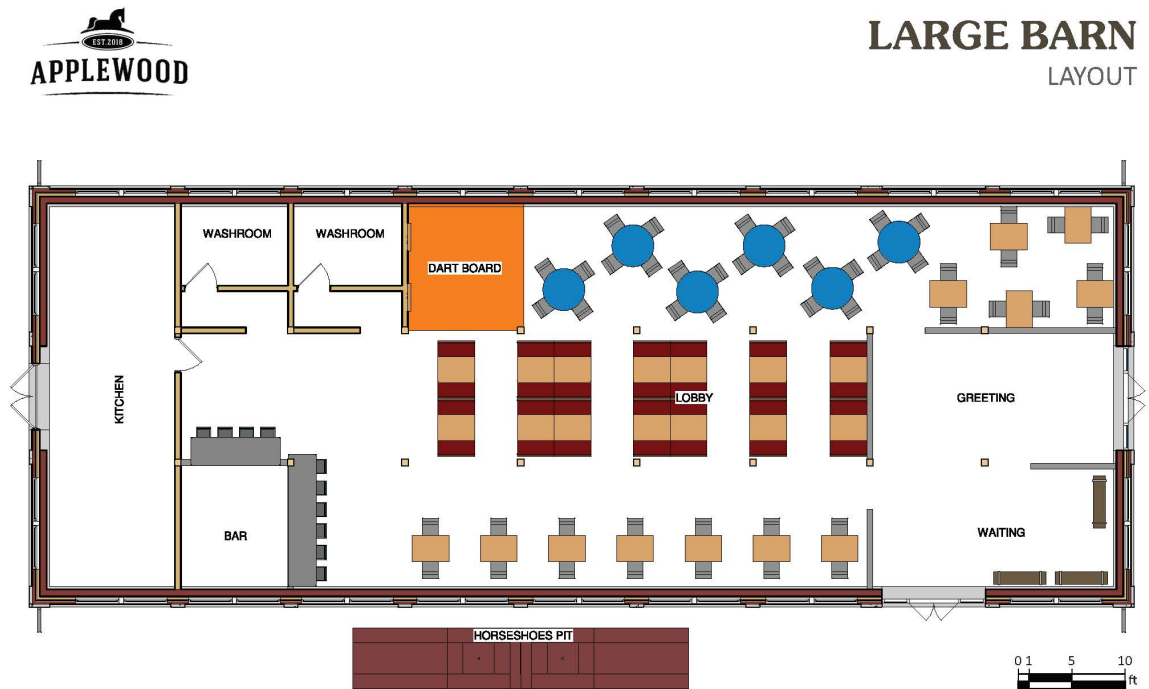 EST.2018
APPLEWOOD
LARGE BARN
LAYOUT
WASHROOM
WASHROOM
DART BOARD
KITCHEN
LOBBY
GREETING
BAR
WAITING
HORSESHOES PIT
0 1 5 10
ft